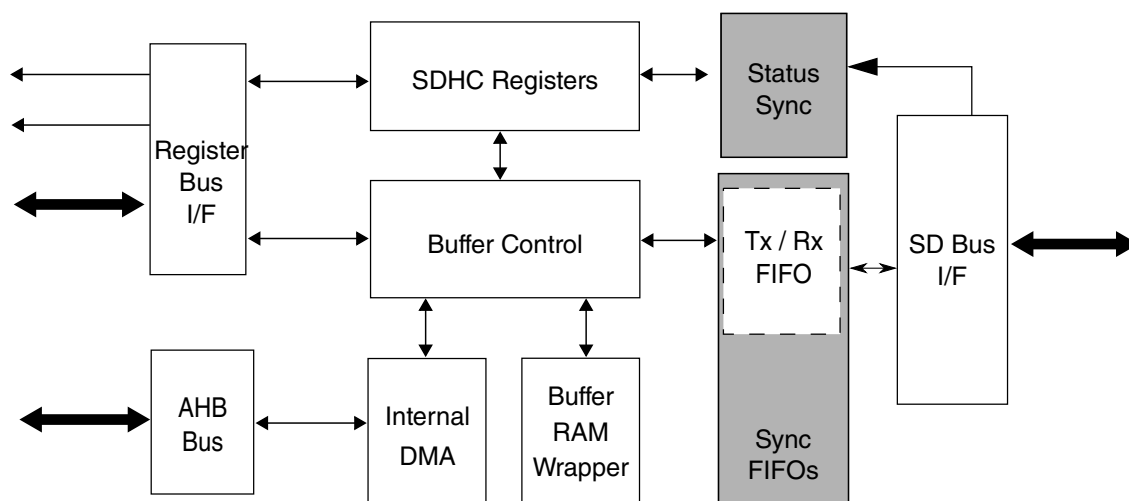 Register
Bus
I/F
SDHC Registers
Status
Sync
Buffer Control
Tx / Rx
FIFO
SD Bus
I/F
AHB
Bus
Internal
DMA
Buffer
RAM
Wrapper
Sync
FIFOs